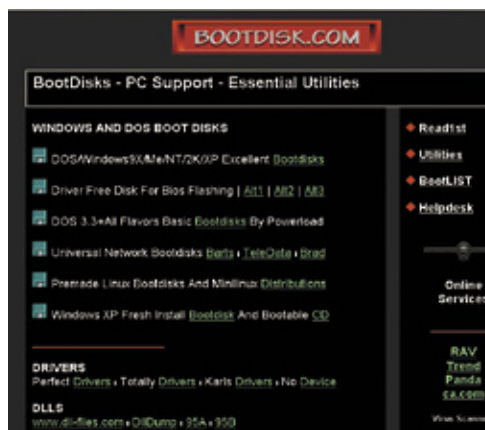 BOOTDISK.COM
BootDisks - PC Support - Essential Utilities
WINDOWS AND DOS BOOT DISKS
DOS/Windows9X/Me/NT/2K/XP Excellent Bootdisks
Driver Free Disk For Bios Flashing | Alt1 | Alt2 | Alt3
DOS 3.3+All Flavors Basic Bootdisks By Powerload
Universal Network Bootdisks Barts • TeleData • Brad
Premade Linux Bootdisks And Minilinux Distributions
Windows XP Fresh Install Bootdisk And Bootable CD
DRIVERS
Perfect Drivers • Totally Drivers • Karls Drivers • No Device
DLLS
www.dll-files.com • DllDump • 95A • 95B
Read1st
Utilities
BootLIST
Helpdesk
Online
Services
RAV
Trend
Panda
ca.com